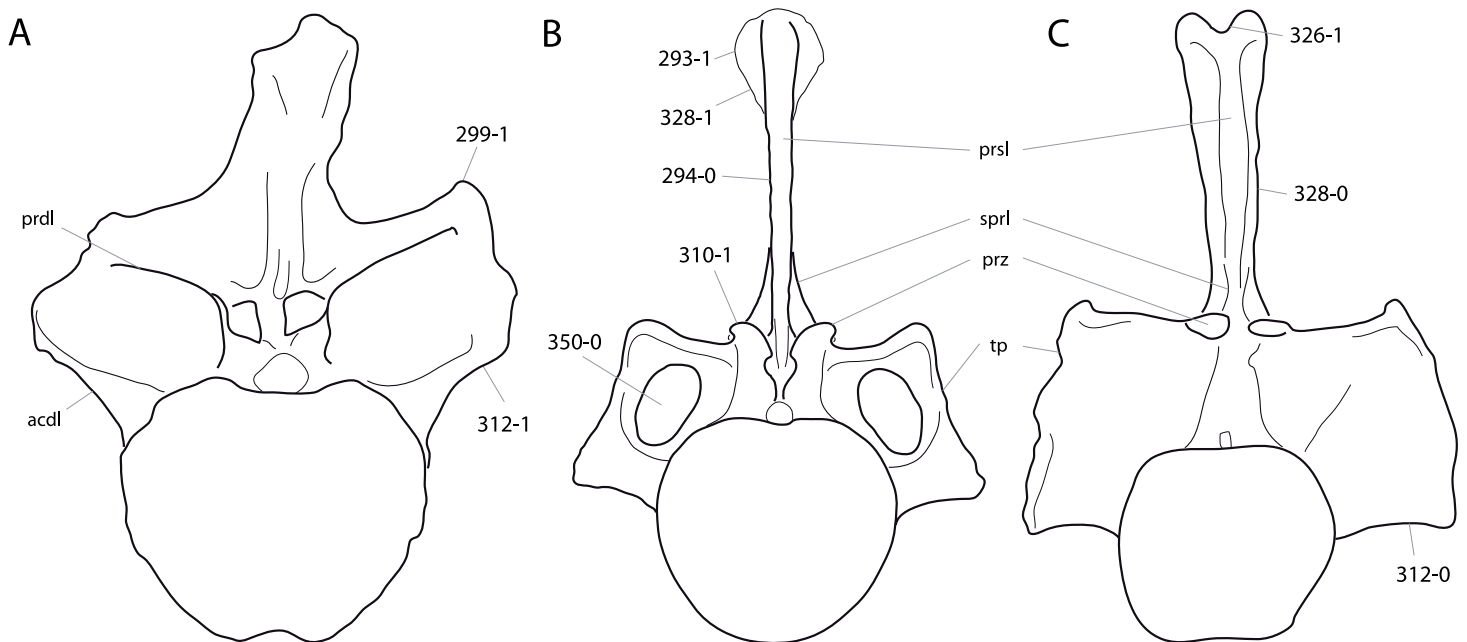 A
299-1
prdl
acdl
312-1
B
293-1
328-1
294-0
310-1
350-0
prsl
sprl
prz
tp
C
326-1
328-0
312-0